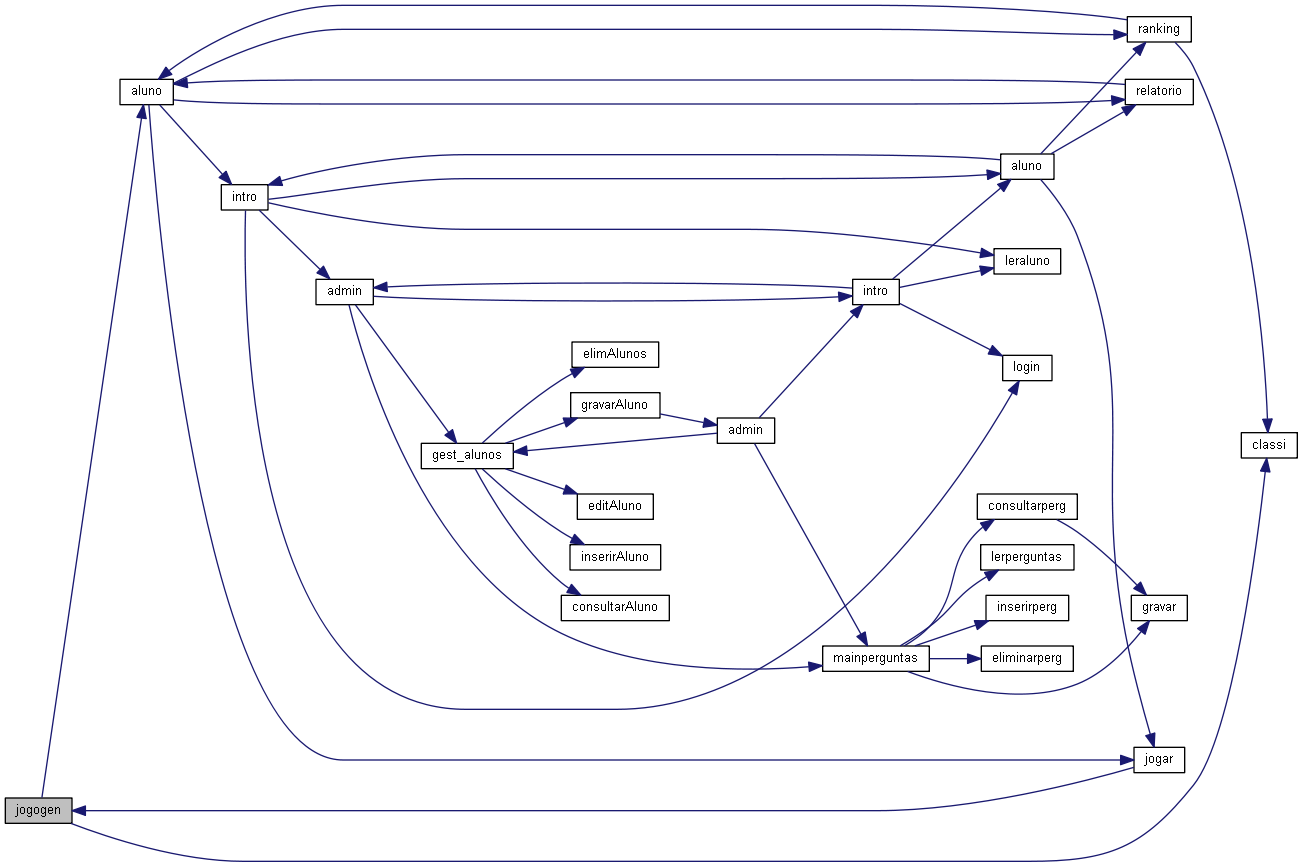 ranking
aluno
relatorio
aluno
intro
leraluno
admin
intro
elimAlunos
login
gravarAluno
admin
classi
gest_alunos
editAluno
consultarperg
inserirAluno
lerperguntas
consultarAluno
inserirperg
gravar
mainperguntas
eliminarperg
jogar
jogogen